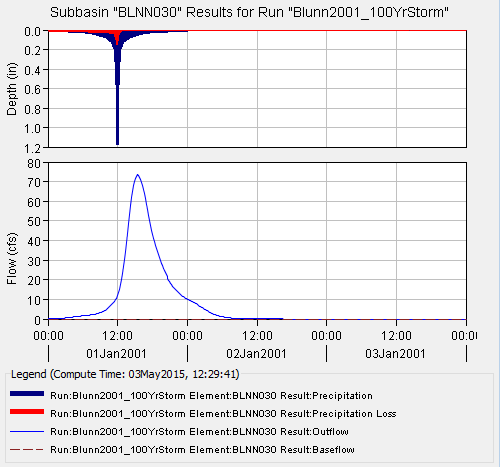 Subbasin "BLNN030" Results for Run "Blunn2001_100YrStorm"
0.0
0.2
0.4
0.6
0.8
1.0
1.2
Depth (in)
80
70
60
50
40
30
20
10
0
Flow (cfs)
00:00 12:00 00:00 12:00 00:00 12:00 00:0
01Jan2001 02Jan2001 03Jan2001
Legend (Compute Time: 03May2015, 12:29:41)
Run:Blunn2001_100YrStorm Element:BLNN030 Result:Precipitation
Run:Blunn2001_100YrStorm Element:BLNN030 Result:Precipitation Loss
Run:Blunn2001_100YrStorm Element:BLNN030 Result:Outflow
Run:Blunn2001_100YrStorm Element:BLNN030 Result:Baseflow